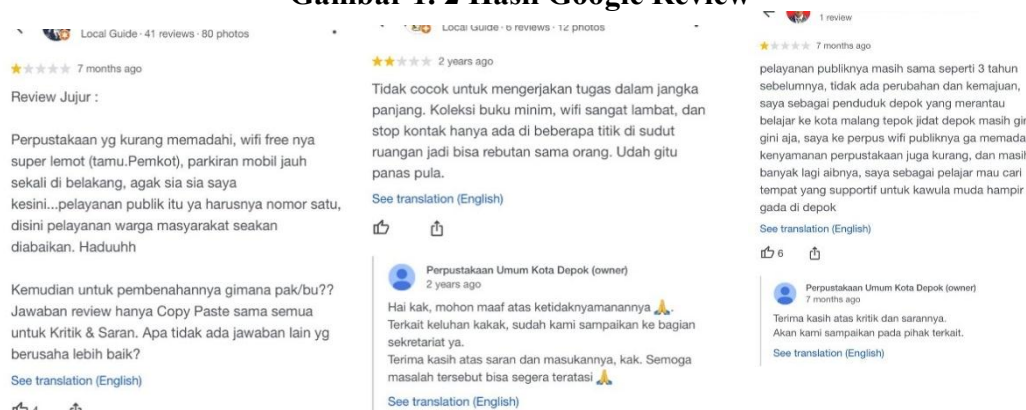 Gambar 1. 2 Hasil Google Review
Local Guide · 41 reviews · 80 photos
7 months ago
Review Jujur :
Perpustakaan yg kurang memadahi, wifi free nya
super lemot (tamu.Pemkot), parkiran mobil jauh
sekali di belakang, agak sia sia saya
kesini...pelayanan publik itu ya harusnya nomor satu,
disini pelayanan warga masyarakat seakan
diabaikan. Haduuhh
Kemudian untuk pembenahannya gimana pak/bu??
Jawaban review hanya Copy Paste sama semua
untuk Kritik & Saran. Apa tidak ada jawaban lain yg
berusaha lebih baik?
See translation (English)
4
Local Guide · 6 reviews · 12 photos
2 years ago
Tidak cocok untuk mengerjakan tugas dalam jangka
panjang. Koleksi buku minim, wifi sangat lambat, dan
stop kontak hanya ada di beberapa titik di sudut
ruangan jadi bisa rebutan sama orang. Udah gitu
panas pula.
See translation (English)
Perpustakaan Umum Kota Depok (owner)
2 years ago
Hai kak, mohon maaf atas ketidaknyamanannya 🙏.
Terkait keluhan kakak, sudah kami sampaikan ke bagian
sekretariat ya.
Terima kasih atas saran dan masukannya, kak. Semoga
masalah tersebut bisa segera teratasi 🙏
See translation (English)
1 review
7 months ago
pelayanan publiknya masih sama seperti 3 tahun
sebelumnya, tidak ada perubahan dan kemajuan,
saya sebagai penduduk depok yang merantau
belajar ke kota malang tepok jidat depok masih gin
gini aja, saya ke perpus wifi publiknya ga memada
kenyamanan perpustakaan juga kurang, dan masih
banyak lagi aibnya, saya sebagai pelajar mau cari
tempat yang supportif untuk kawula muda hampir
gada di depok
See translation (English)
6
Perpustakaan Umum Kota Depok (owner)
7 months ago
Terima kasih atas kritik dan sarannya.
Akan kami sampaikan pada pihak terkait.
See translation (English)